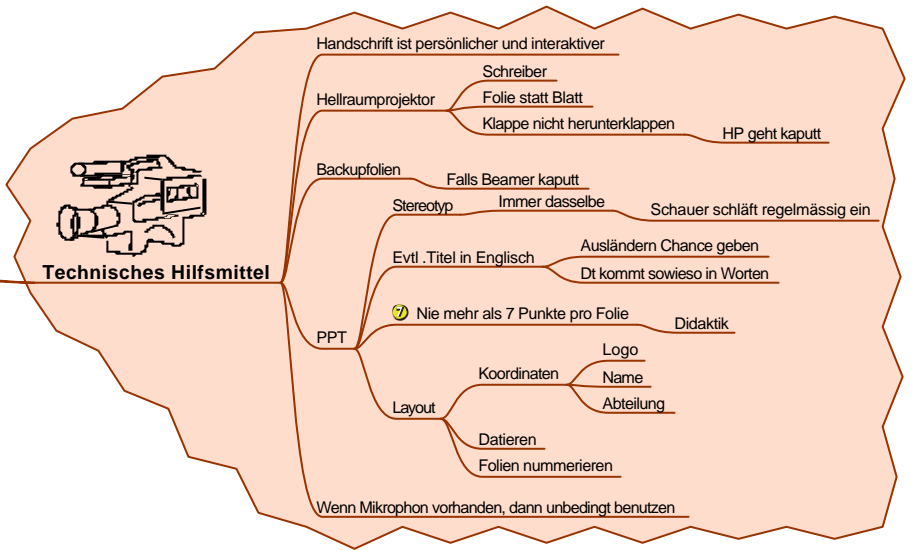 Technisches Hilfsmittel
Handschrift ist persönlicher und interaktiver
Hellraumprojektor
Schreiber
Folie statt Blatt
Klappe nicht herunterklappen
HP geht kaputt
Backupfolien
Falls Beamer kaputt
PPT
Stereotyp
Immer dasselbe
Schauer schläft regelmässig ein
Evtl .Titel in Englisch
Ausländern Chance geben
Dt kommt sowieso in Worten
7 Nie mehr als 7 Punkte pro Folie
Didaktik
Layout
Koordinaten
Logo
Name
Abteilung
Datieren
Folien nummerieren
Wenn Mikrophon vorhanden, dann unbedingt benutzen